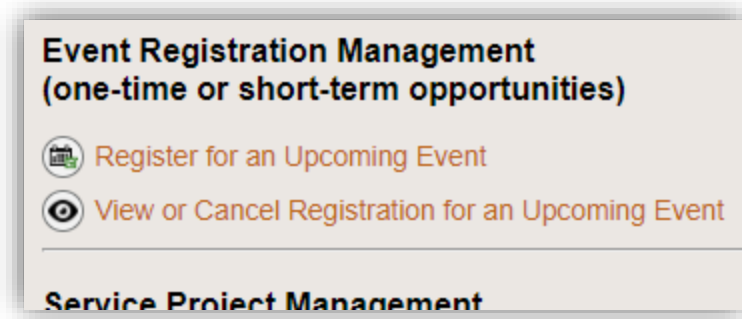 Event Registration Management
(one-time or short-term opportunities)
Register for an Upcoming Event
View or Cancel Registration for an Upcoming Event
Service Project Management